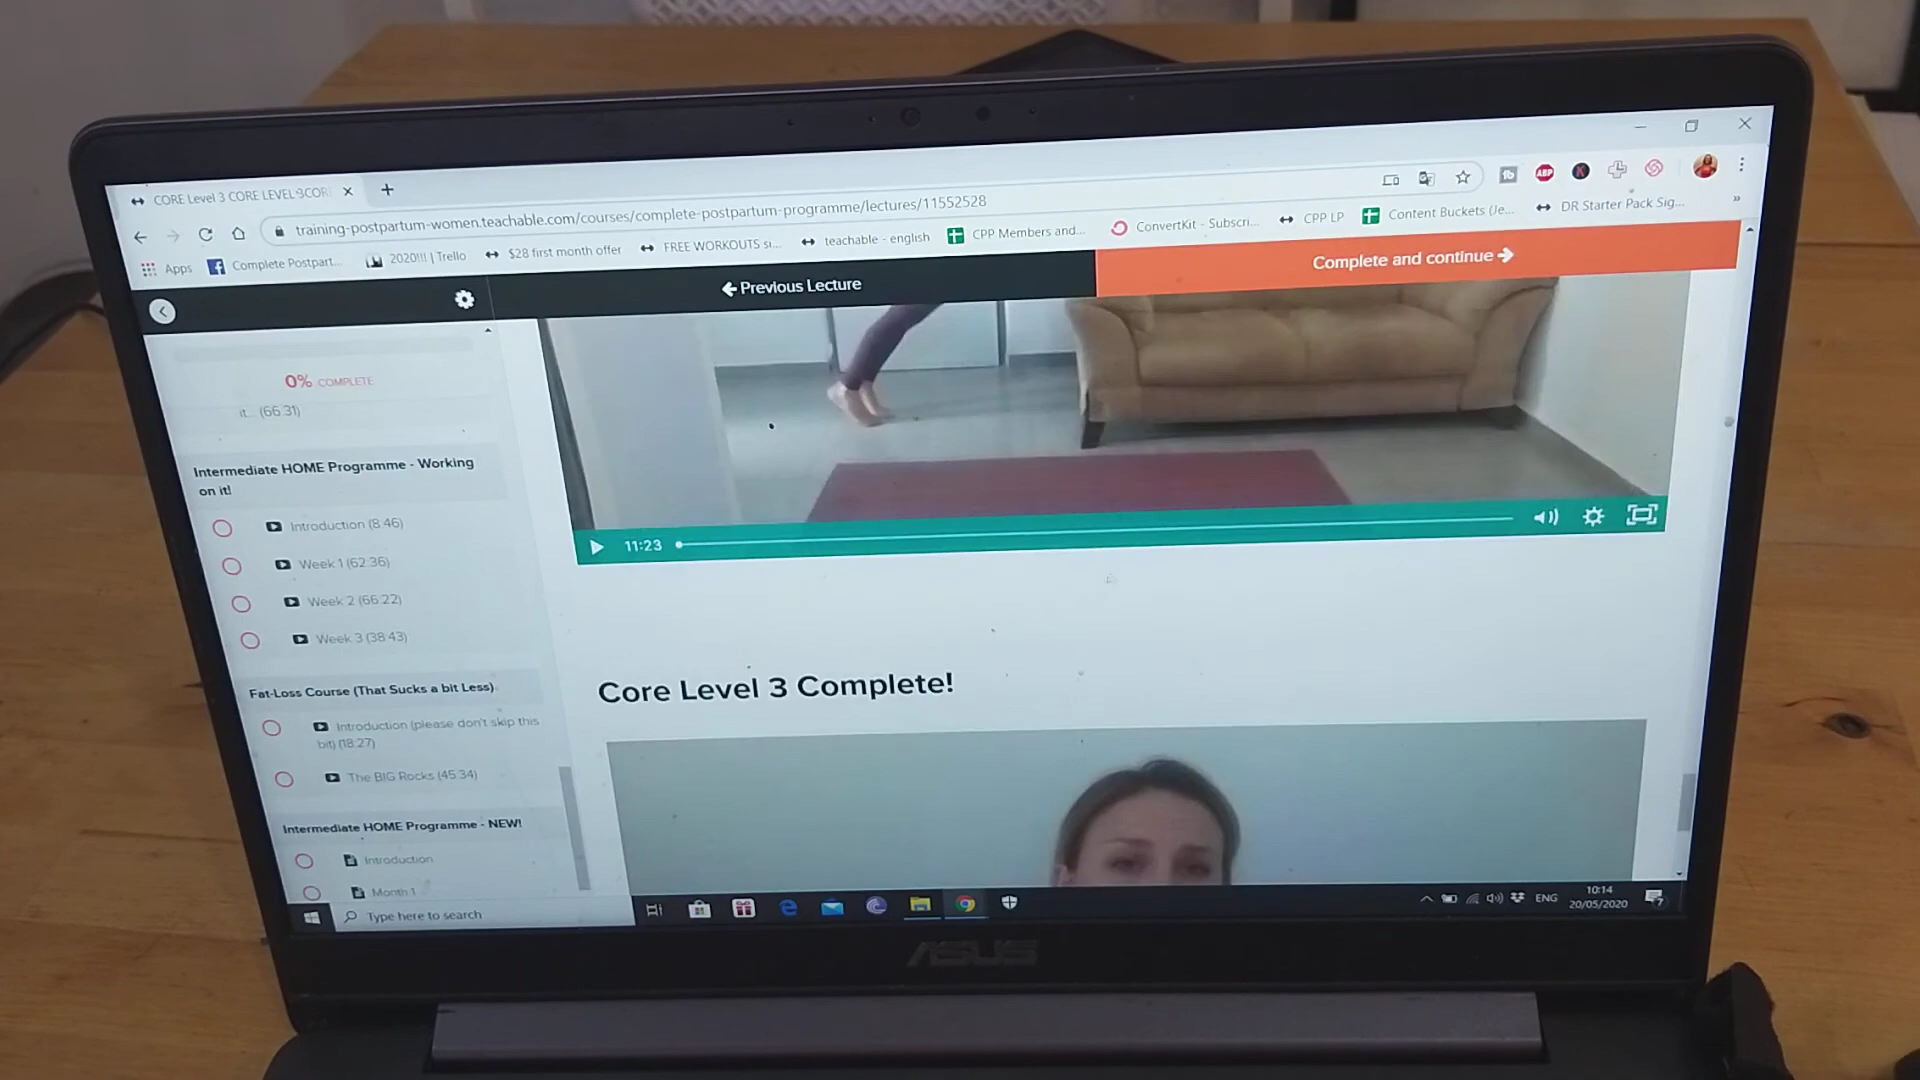 CORE Level 3 CORE LEVEL 3COR
training-postpartum-women.teachable.com/courses/complete-postpartum-programme/lectures/11552528
Apps
Complete Postpart...
2020!!! | Trello
$28 first month offer
FREE WORKOUTS si...
teachable - english
CPP Members and...
ConvertKit - Subscri...
CPP LP
Content Buckets (Je...
DR Starter Pack Sig...
»
ABP
Previous Lecture
Complete and continue
0% COMPLETE
it... (66:31)
Intermediate HOME Programme - Working
on it!
Introduction (8:46)
Week 1 (62:36)
Week 2 (66:22)
Week 3 (38:43)
Fat-Loss Course (That Sucks a bit Less)
Introduction (please don't skip this
bit) (18:27)
The BIG Rocks (45:34)
Intermediate HOME Programme - NEW!
Introduction
Month 1
11:23
Core Level 3 Complete!
Type here to search
ENG
10:14
20/05/2020
ASUS